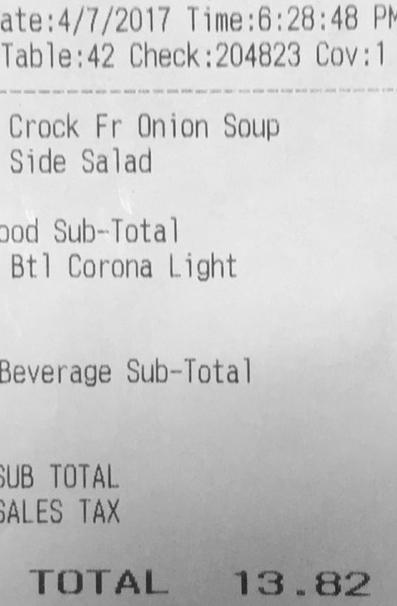 ate:4/7/2017 Time:6:28:48 PM
Table:42 Check:204823 Cov:1
Crock Fr Onion Soup
Side Salad
ood Sub-Total
Btl Corona Light
Beverage Sub-Total
SUB TOTAL
SALES TAX
TOTAL 13.82